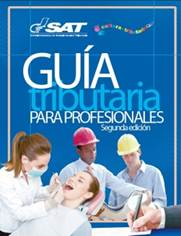 SAT
GUÍA
tributaria
PARA PROFESIONALES
Segunda edición